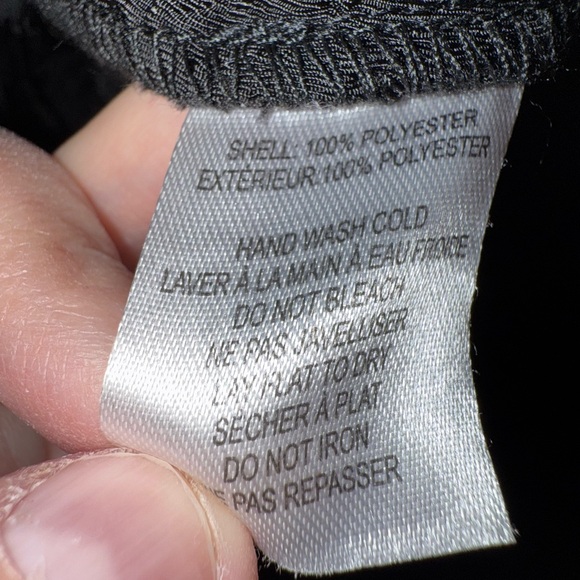 SHELL: 100% POLYESTER
EXTERIEUR:100% POLYESTER
HAND WASH COLD
LAVER À LA MAIN À EAU FROIDE
DO NOT BLEACH
NE PAS JAVELLISER
LAY FLAT TO DRY
SÉCHER À PLAT
DO NOT IRON
PAS REPASSER